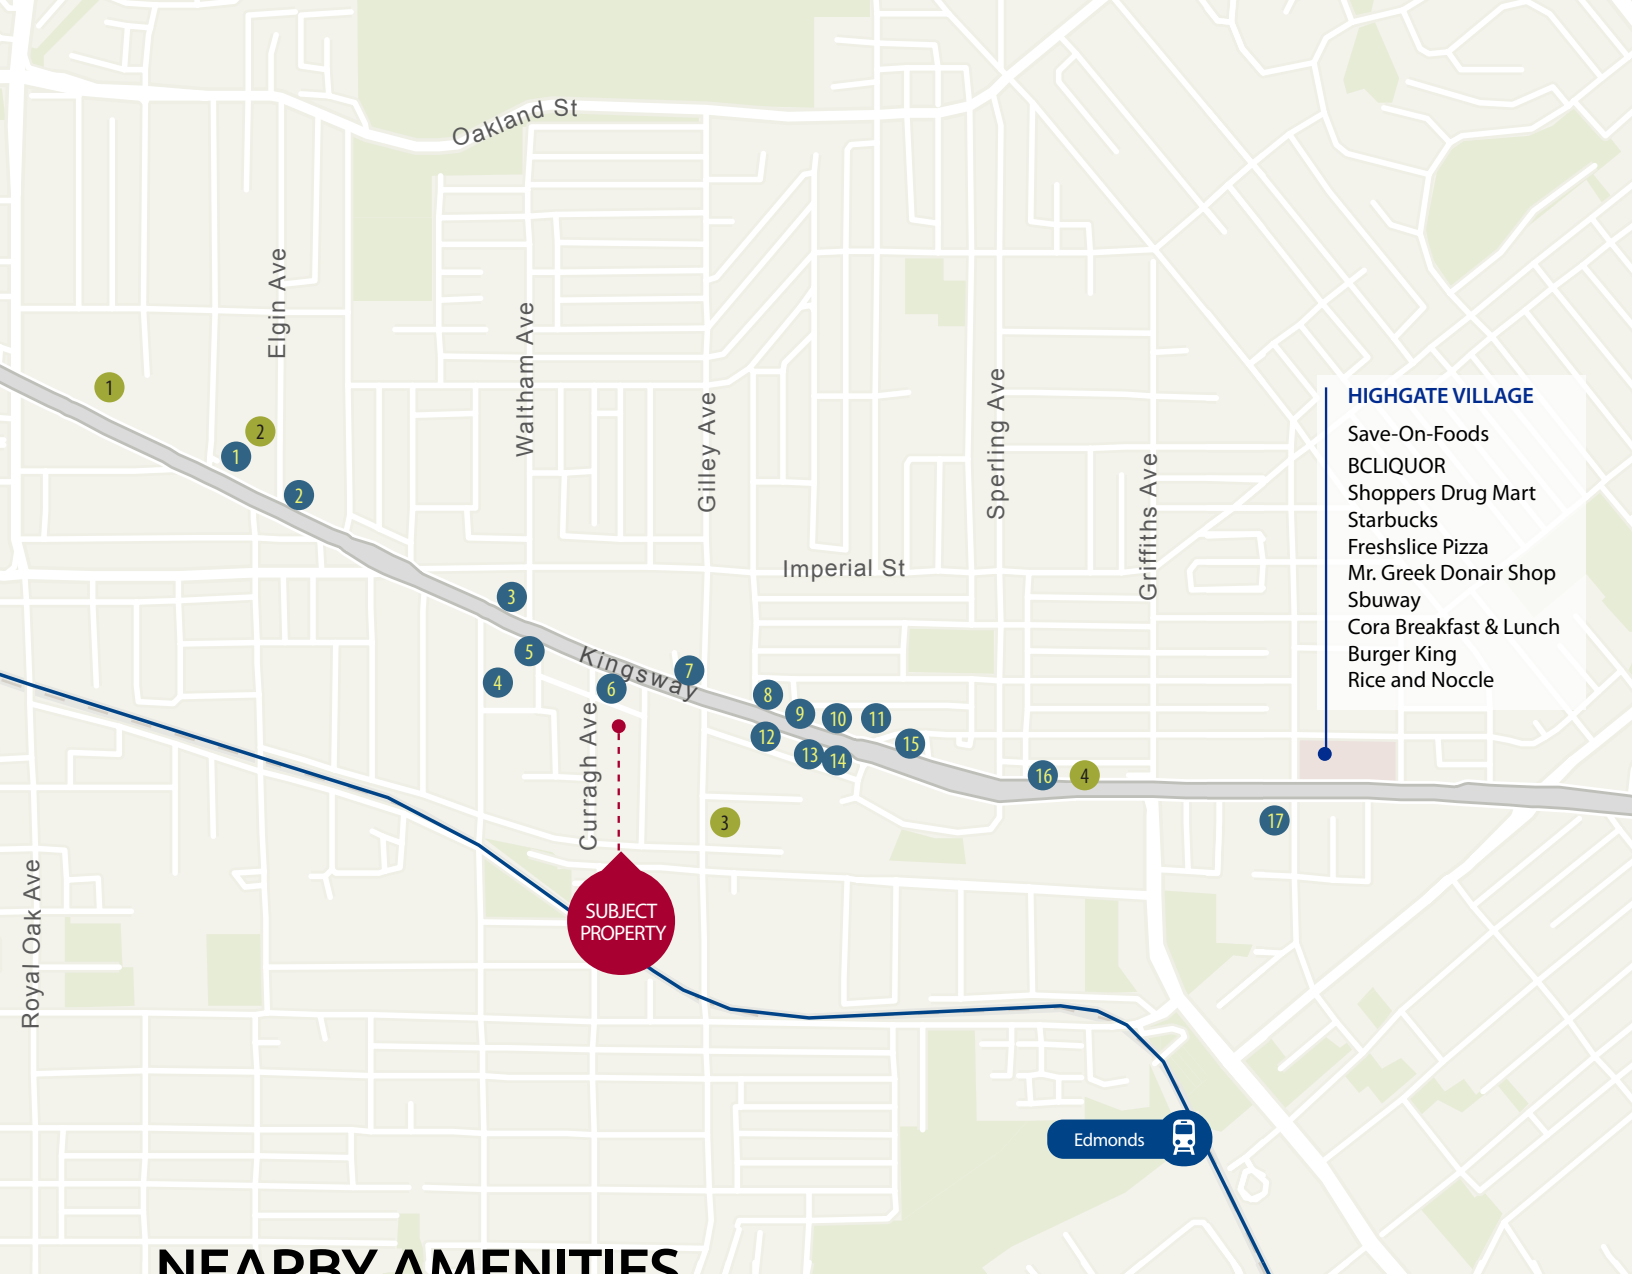 Oakland St
Elgin Ave
Waltham Ave
Gilley Ave
Sperling Ave
Griffiths Ave
HIGHGATE VILLAGE
Save-On-Foods
BCLIQUOR
Shoppers Drug Mart
Starbucks
Freshslice Pizza
Mr. Greek Donair Shop
Sbuway
Cora Breakfast & Lunch
Burger King
Rice and Noccle
1
2
1
2
Imperial St
3
5
4
Kingsway
6
7
8
9
10
11
12
13
14
15
16
4
17
3
Curragh Ave
Royal Oak Ave
SUBJECT
PROPERTY
Edmonds
NEARBY AMENITIES